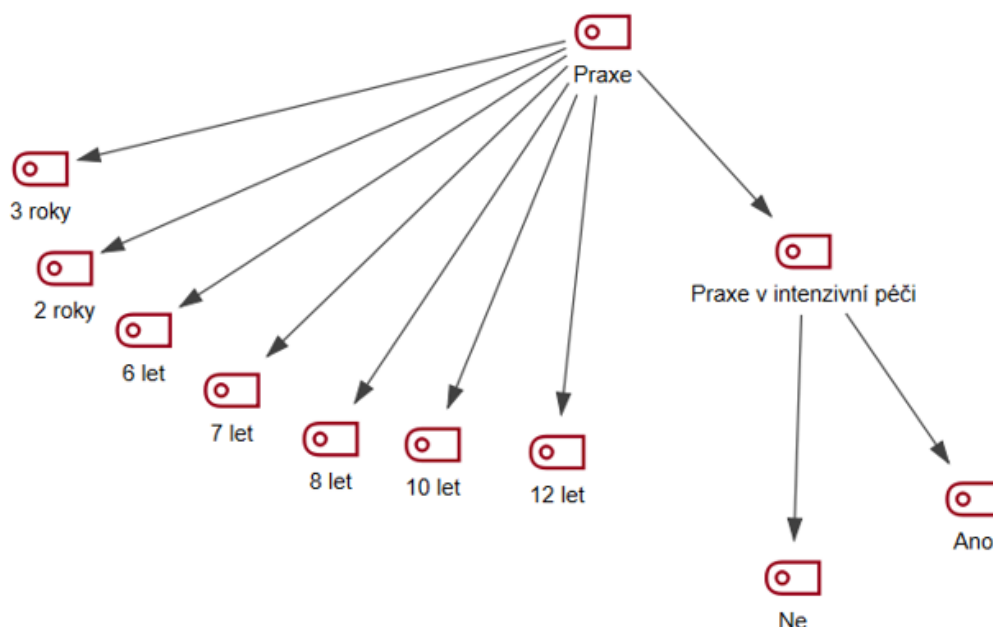 Praxe
3 roky
2 roky
6 let
7 let
8 let
10 let
12 let
Praxe v intenzivní péči
Ano
Ne